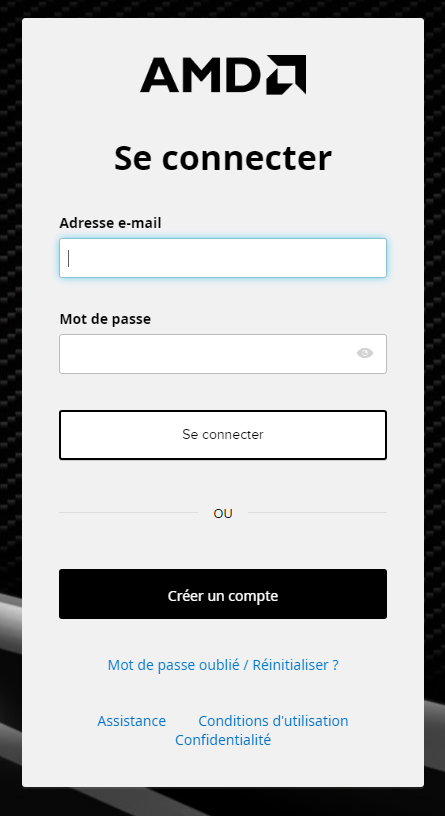 AMD
Se connecter
Adresse e-mail
Mot de passe
Se connecter
OU
Créer un compte
Mot de passe oublié / Réinitialiser ?
Assistance Conditions d'utilisation
Confidentialité